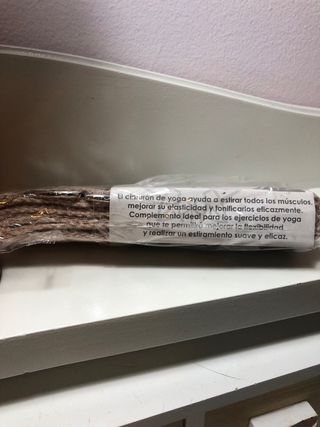 El cinturón de yoga ayuda a estirar todos los músculos,
mejorar su elasticidad y tonificarlos eficazmente.
Complemento ideal para los ejercicios de yoga
que te permitirá mejorar la flexibilidad
y realizar un estiramiento suave y eficaz.